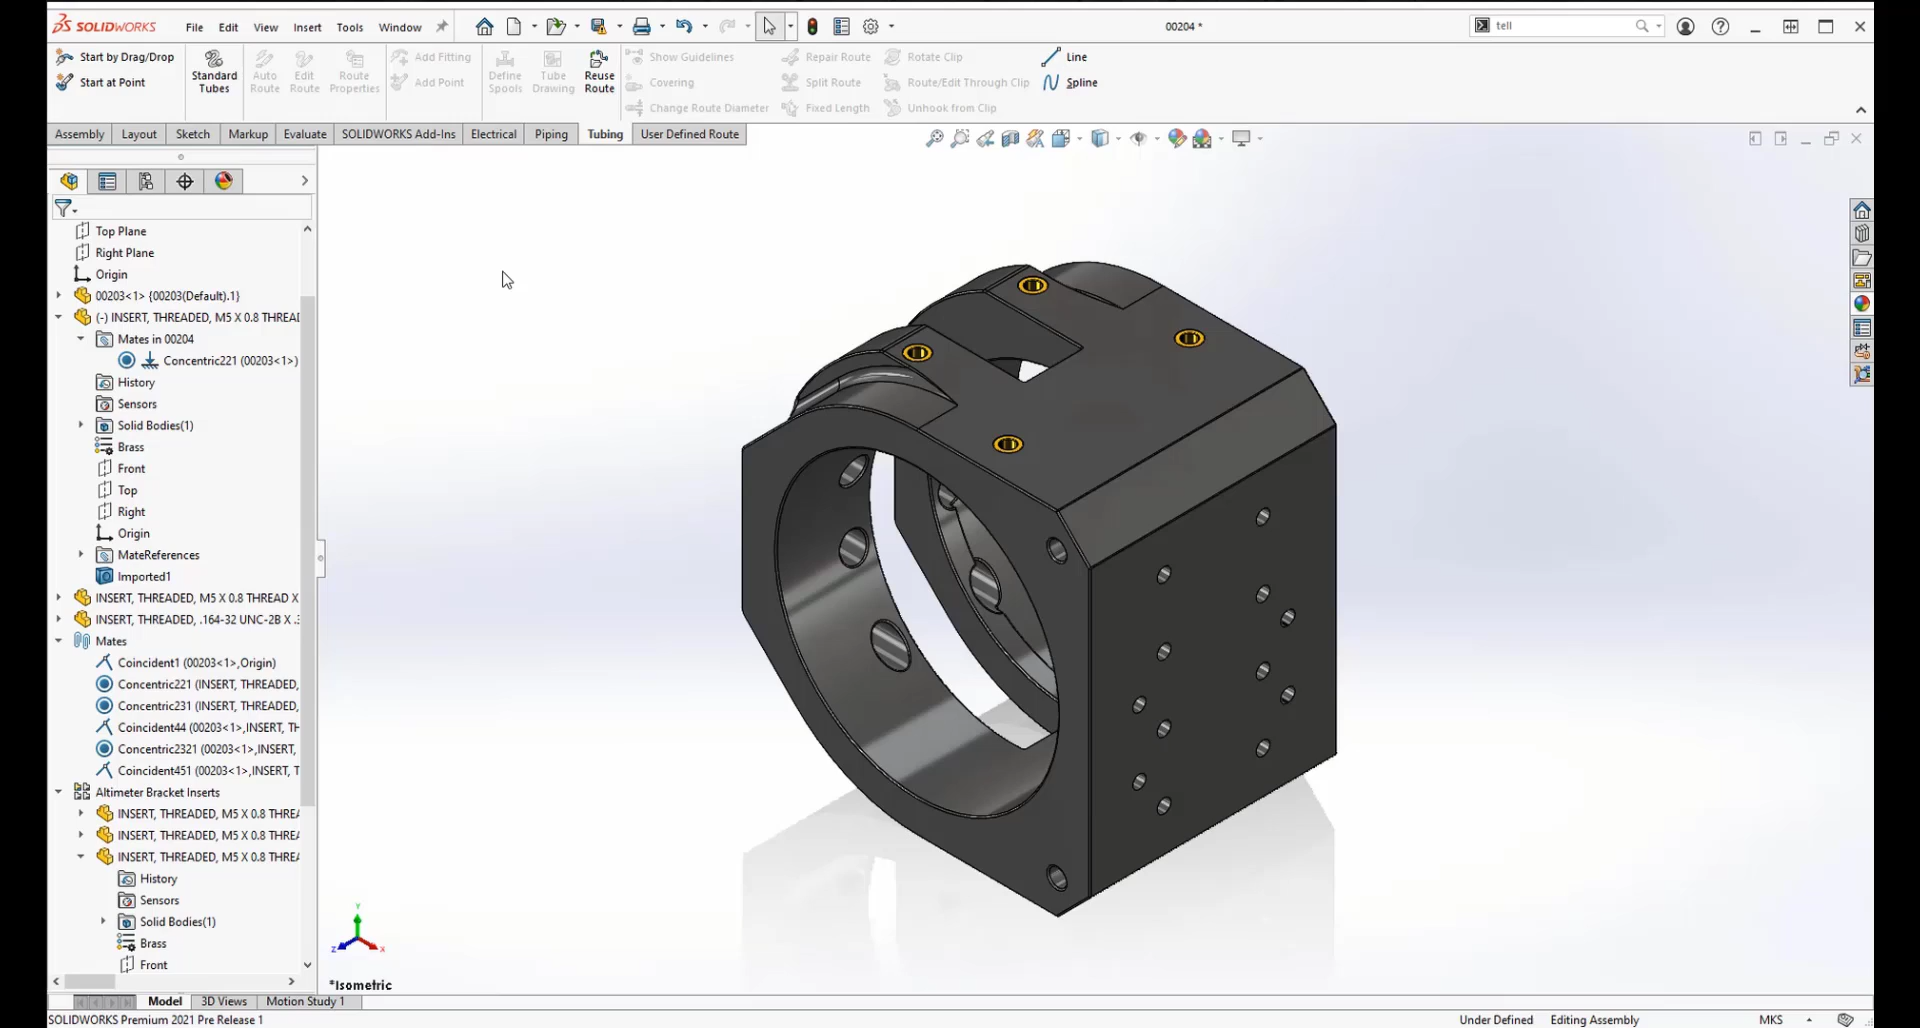 SOLIDWORKS
File Edit View Insert Tools Window
00204 *
tell
Start by Drag/Drop
Start at Point
Standard Tubes
Auto Route
Edit Route
Route Properties
Add Fitting
Add Point
Define Spools
Tube Drawing
Reuse Route
Show Guidelines
Covering
Change Route Diameter
Repair Route
Split Route
Fixed Length
Rotate Clip
Route/Edit Through Clip
Unhook from Clip
Line
Spline
Assembly Layout Sketch Markup Evaluate SOLIDWORKS Add-Ins Electrical Piping Tubing User Defined Route
Top Plane
Right Plane
Origin
00203<1> {00203(Default).1}
(-) INSERT, THREADED, M5 X 0.8 THREAD
Mates in 00204
Concentric221 (00203<1>)
History
Sensors
Solid Bodies(1)
Brass
Front
Top
Right
Origin
MateReferences
Imported1
INSERT, THREADED, M5 X 0.8 THREAD X
INSERT, THREADED, .164-32 UNC-2B X .3
Mates
Coincident1 (00203<1>,Origin)
Concentric221 (INSERT, THREADED,
Concentric231 (INSERT, THREADED,
Coincident44 (00203<1>,INSERT, TH
Concentric2321 (00203<1>,INSERT,
Coincident451 (00203<1>,INSERT, T
Altimeter Bracket Inserts
INSERT, THREADED, M5 X 0.8 THREA
INSERT, THREADED, M5 X 0.8 THREA
INSERT, THREADED, M5 X 0.8 THREA
History
Sensors
Solid Bodies(1)
Brass
Front
Y
Z
X
*Isometric
Model 3D Views Motion Study 1
SOLIDWORKS Premium 2021 Pre Release 1
Under Defined Editing Assembly MKS